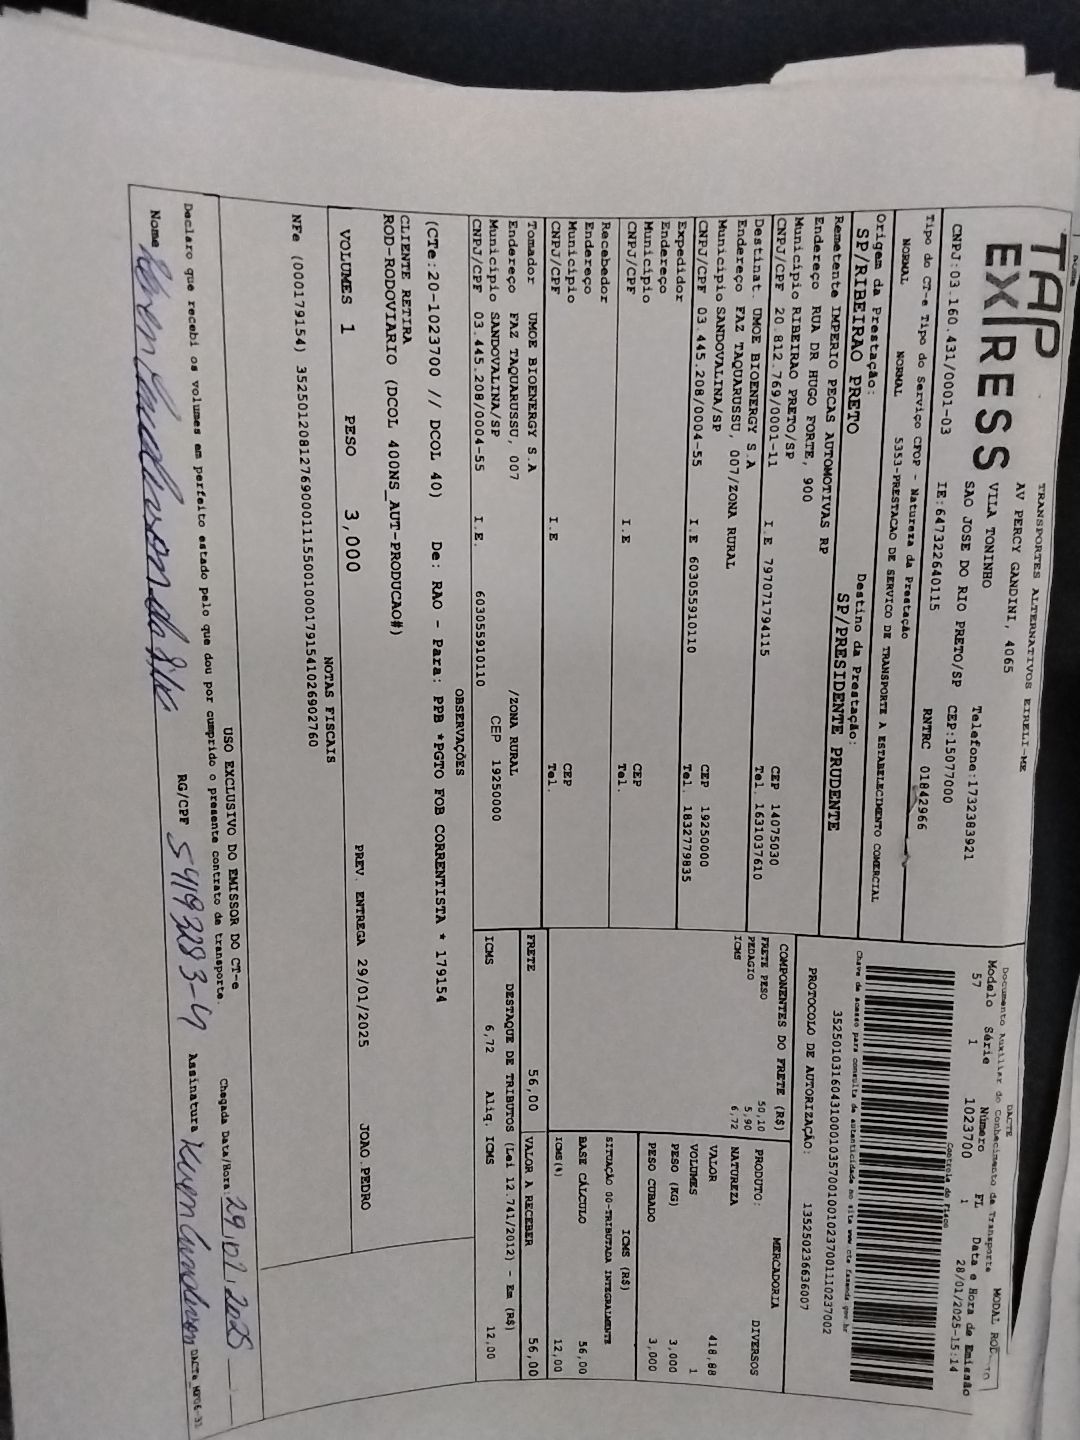 TAP
EXPRESS
TRANSPORTES ALTERNATIVOS EIRELI-ME
AV PERCY GANDINI, 4065
VILA TONINHO
SAO JOSE DO RIO PRETO/SP
Telefone:1732383921
CEP:15077000
CNPJ:03.160.431/0001-03 IE:647322640115 RNTRC 01842966
Tipo do CT-e Tipo do Serviço CFOP - Natureza da Prestação
NORMAL NORMAL 5353-PRESTACAO DE SERVICO DE TRANSPORTE A ESTABELECIMENTO COMERCIAL
Origem da Prestação: Destino da Prestação:
SP/RIBEIRAO PRETO SP/PRESIDENTE PRUDENTE
Remetente IMPERIO PECAS AUTOMOTIVAS RP
Endereço RUA DR HUGO FORTE, 900
Município RIBEIRAO PRETO/SP CEP 14075030
CNPJ/CPF 20.812.769/0001-11 I.E 797071794115 Tel 1631037610
Destinat. UMOE BIOENERGY S.A
Endereço FAZ TAQUARUSSU, 007/ZONA RURAL
Município SANDOVALINA/SP CEP 19250000
CNPJ/CPF 03.445.208/0004-55 I.E 603055910110 Tel. 1832779835
Expedidor
Endereço
Município CEP
CNPJ/CPF I.E Tel.
Recebedor
Endereço
Município CEP
CNPJ/CPF I.E Tel.
Tomador UMOE BIOENERGY S.A
Endereço FAZ TAQUARUSSU, 007 /ZONA RURAL
Município SANDOVALINA/SP CEP 19250000
CNPJ/CPF 03.445.208/0004-55 I.E. 603055910110
DACTE
Documento Auxiliar do Conhecimento de Transporte
Modelo Série Número FL Data e Hora de Emissão
57 1 1023700 1 28/01/2025-15:14
Controle do Fisco
Chave de acesso para consulta de autenticidade no site www.cte.fazenda.gov.br
35250103160431000103570010010237001110237002
PROTOCOLO DE AUTORIZAÇÃO: 135250236636007
COMPONENTES DO FRETE (R$)
FRETE PESO 50,10
PEDAGIO 5,90
ICMS 6,72
MERCADORIA
PRODUTO: DIVERSOS
NATUREZA
VALOR 418,88
VOLUMES 1
PESO (KG) 3,000
PESO CUBADO 3,000
ICMS (R$)
SITUAÇÃO 00-TRIBUTADA INTEGRALMENTE
BASE CÁLCULO 56,00
ICMS(%) 12,00
FRETE 56,00 VALOR A RECEBER 56,00
DESTAQUE DE TRIBUTOS (Lei 12.741/2012) - Em (R$)
ICMS 6,72 Aliq. ICMS 12,00
OBSERVAÇÕES
(CTe:20-1023700 // DCOL 40) De: RAO - Para: PPB *PGTO FOB CORRENTISTA * 179154
CLIENTE RETIRA
ROD-RODOVIARIO (DCOL 400NS_AUT-PRODUCAO#)
VOLUMES 1 PESO 3,000 PREV. ENTREGA 29/01/2025 JOAO.PEDRO
NOTAS FISCAIS
NFe (000179154) 35250120812769000111550010001791541026902760
USO EXCLUSIVO DO EMISSOR DO CT-e
Declaro que recebi os volumes em perfeito estado pelo que dou por cumprido o presente contrato de transporte.
Chegada Data/Hora: 29/01/2025
Nome RG/CPF 54193283-4 Assinatura